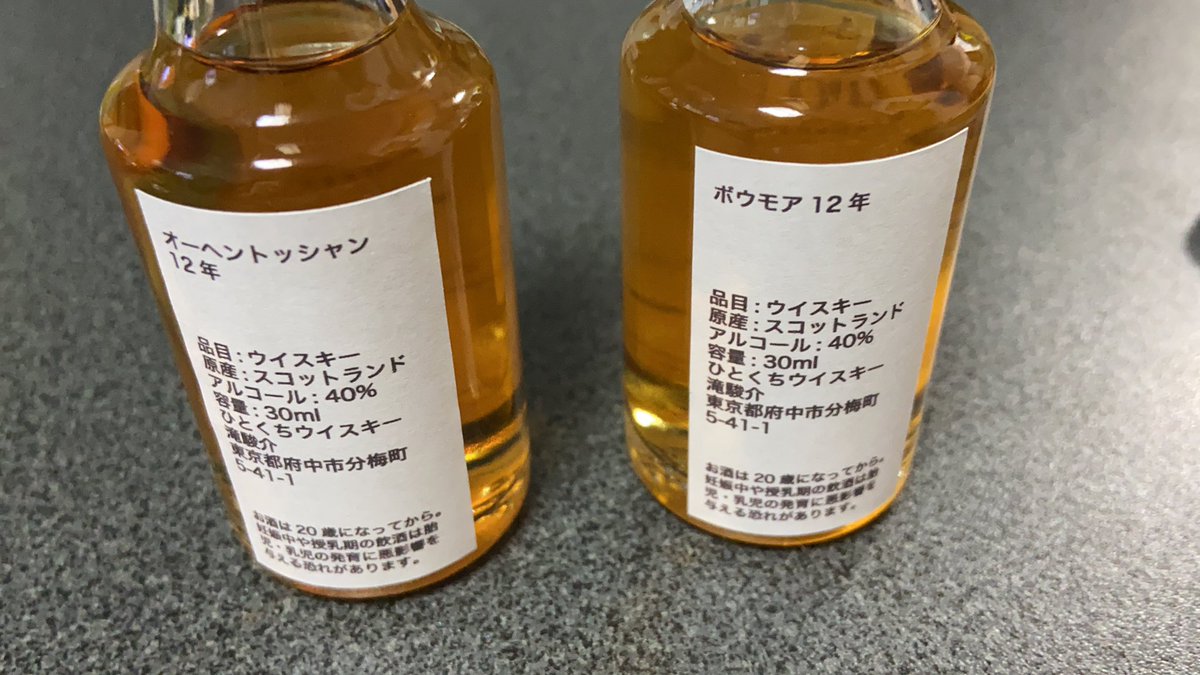 オーヘントッシャン
12年
品目:ウイスキー
原産:スコットランド
アルコール:40%
容量:30ml
ひとくちウイスキー
滝駿介
東京都府中市分梅町
5-41-1
お酒は20歳になってから。
妊娠中や授乳期の飲酒は胎
児・乳児の発育に悪影響を
与える恐れがあります。
ボウモア 12年
品目:ウイスキー
原産:スコットランド
アルコール:40%
容量:30ml
ひとくちウイスキー
滝駿介
東京都府中市分梅町
5-41-1
お酒は20歳になってから。
妊娠中や授乳期の飲酒は胎
児・乳児の発育に悪影響を
与える恐れがあります。